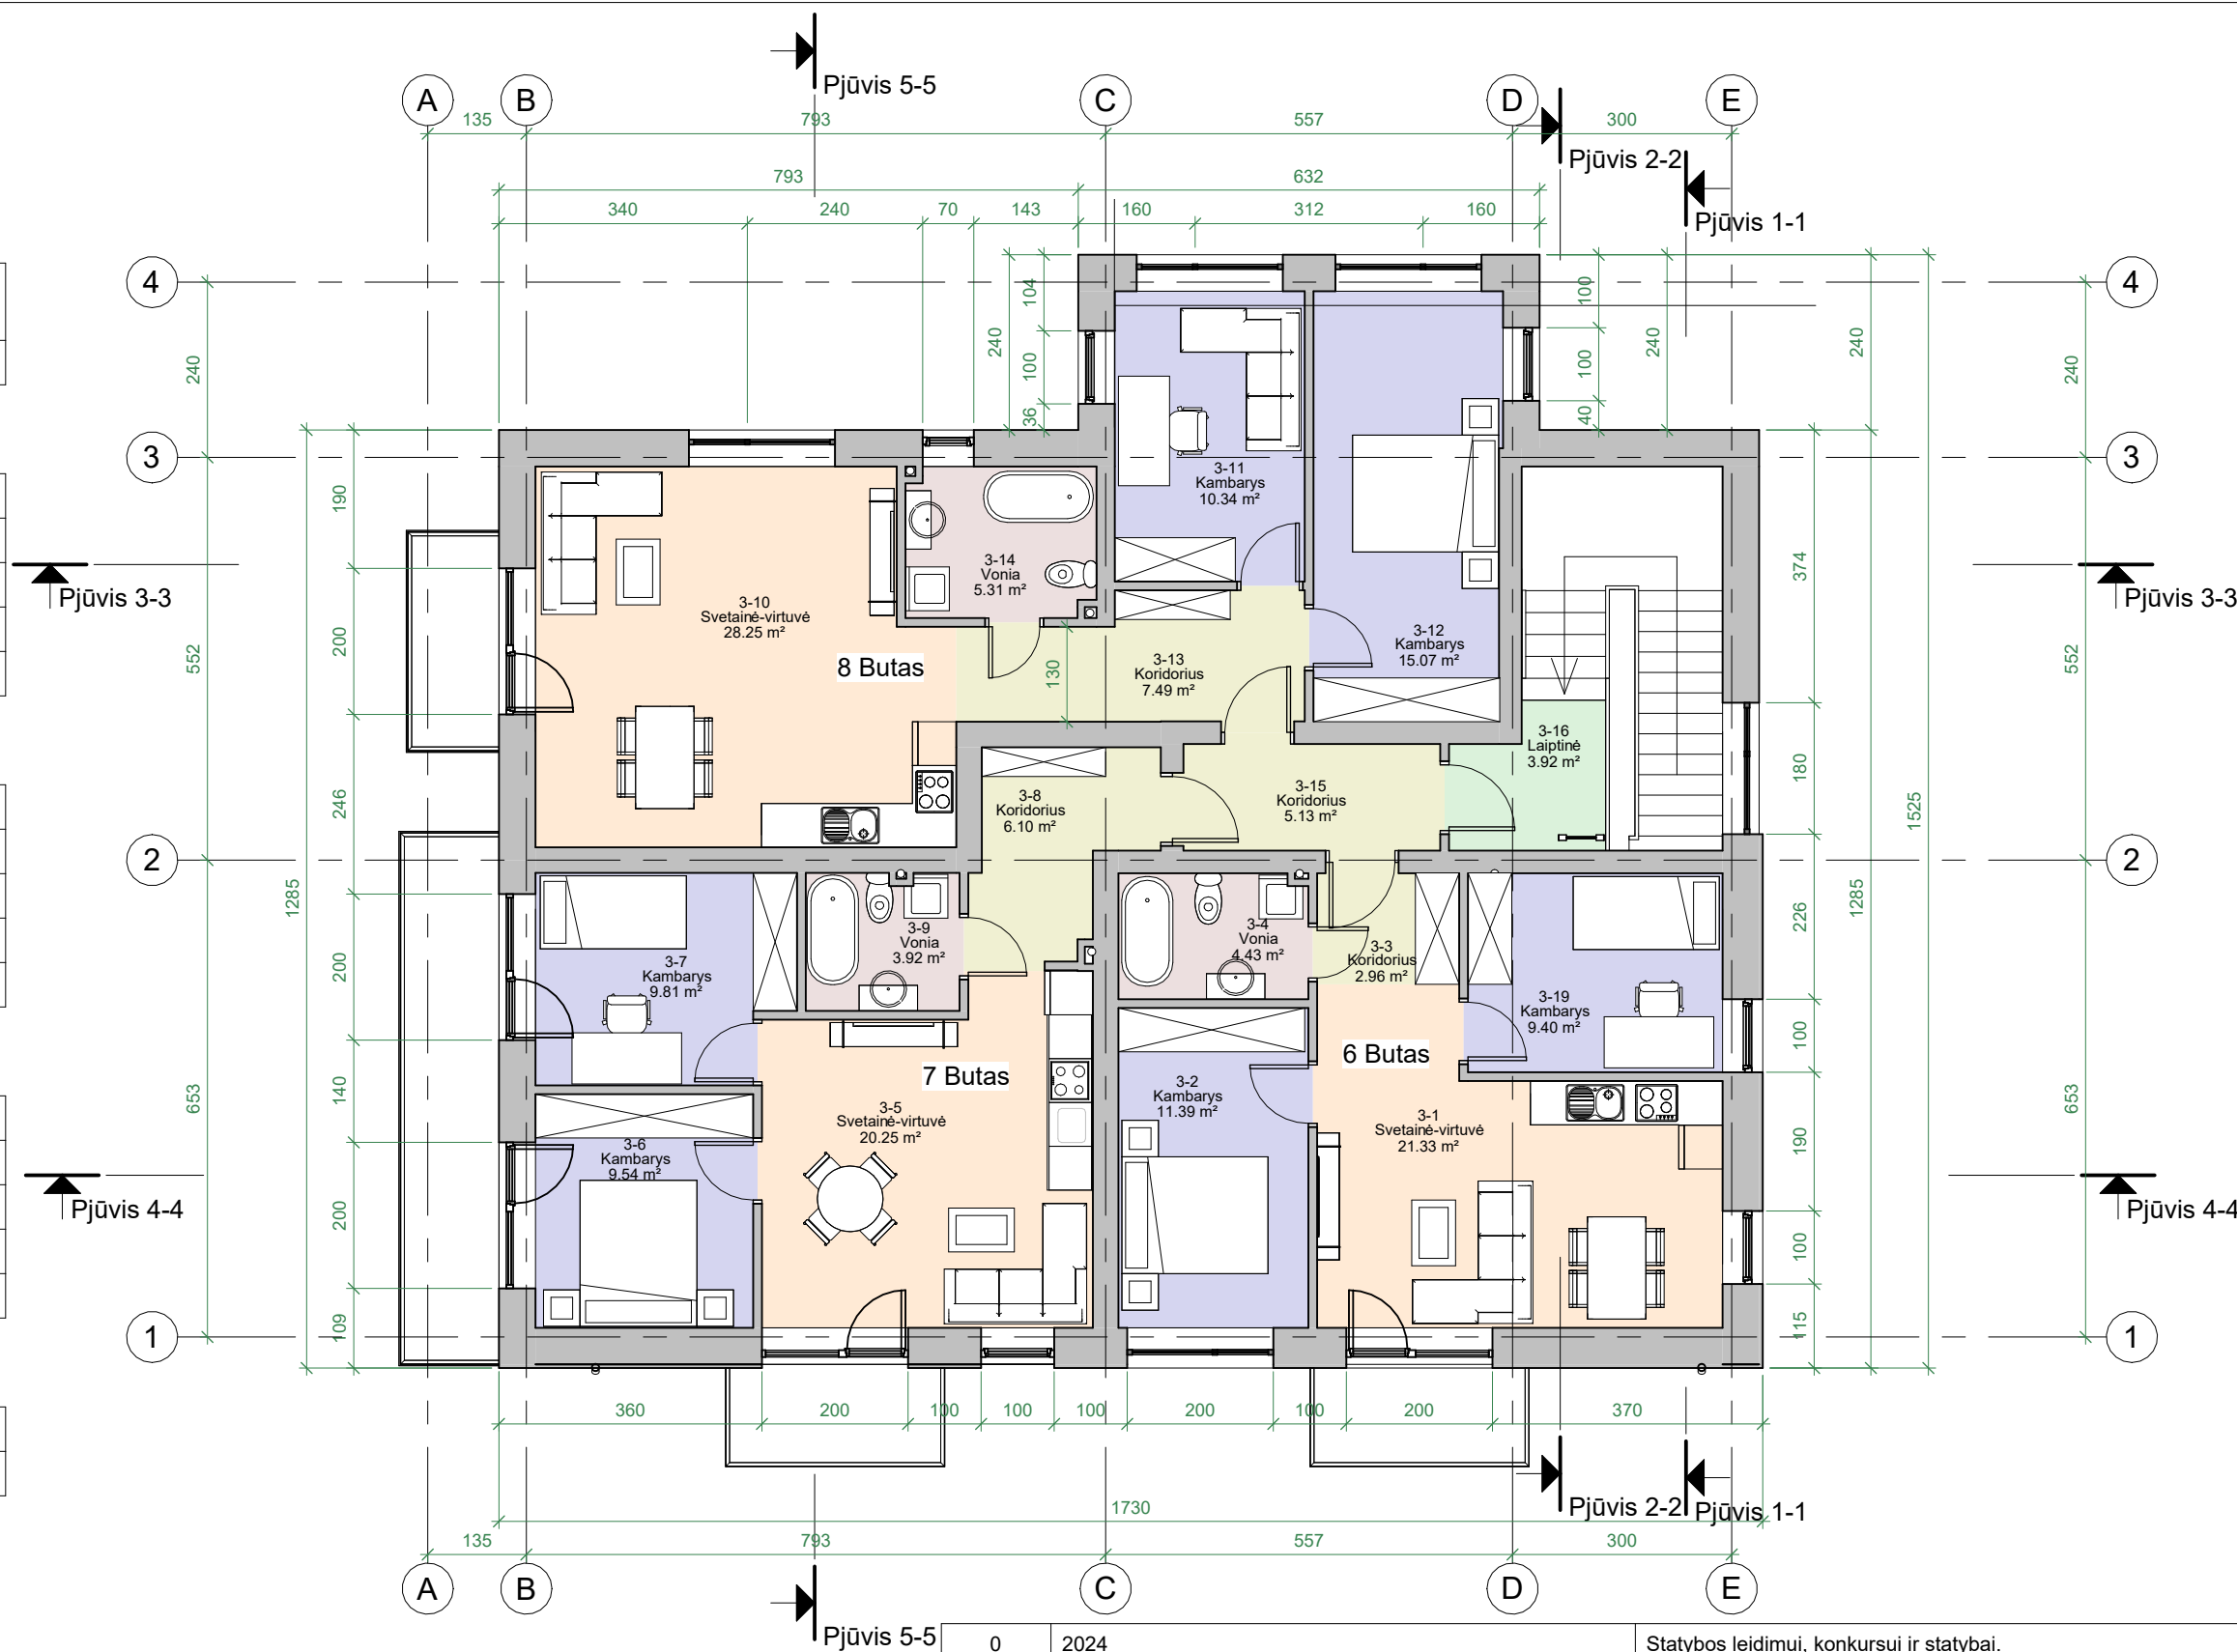 Pjūvis 5-5
A
B
C
D
E
135
793
557
300
Pjūvis 2-2
793
632
Pjūvis 1-1
340
240
70
143
160
312
160
4
4
104
100
36
240
100
100
40
240
240
240
240
3
3
3-11
Kambarys
10.34 m²
190
3-14
Vonia
5.31 m²
374
Pjūvis 3-3
Pjūvis 3-3
3-10
Svetainė-virtuvė
28.25 m²
200
552
552
3-12
Kambarys
15.07 m²
8 Butas
130
3-13
Koridorius
7.49 m²
3-16
Laiptinė
3.92 m²
180
246
3-8
Koridorius
6.10 m²
3-15
Koridorius
5.13 m²
1525
2
2
1285
1285
226
3-9
Vonia
3.92 m²
3-4
Vonia
4.43 m²
3-3
Koridorius
2.96 m²
200
3-7
Kambarys
9.81 m²
3-19
Kambarys
9.40 m²
100
6 Butas
7 Butas
140
653
653
3-2
Kambarys
11.39 m²
3-5
Svetainė-virtuvė
20.25 m²
3-1
Svetainė-virtuvė
21.33 m²
190
3-6
Kambarys
9.54 m²
Pjūvis 4-4
Pjūvis 4-4
200
100
109
115
1
1
360
200
100
100
100
200
100
200
370
1730
Pjūvis 2-2
Pjūvis 1-1
135
793
557
300
A
B
C
D
E
Pjūvis 5-5
0
2024
Statybos leidimui, konkursui ir statybai.